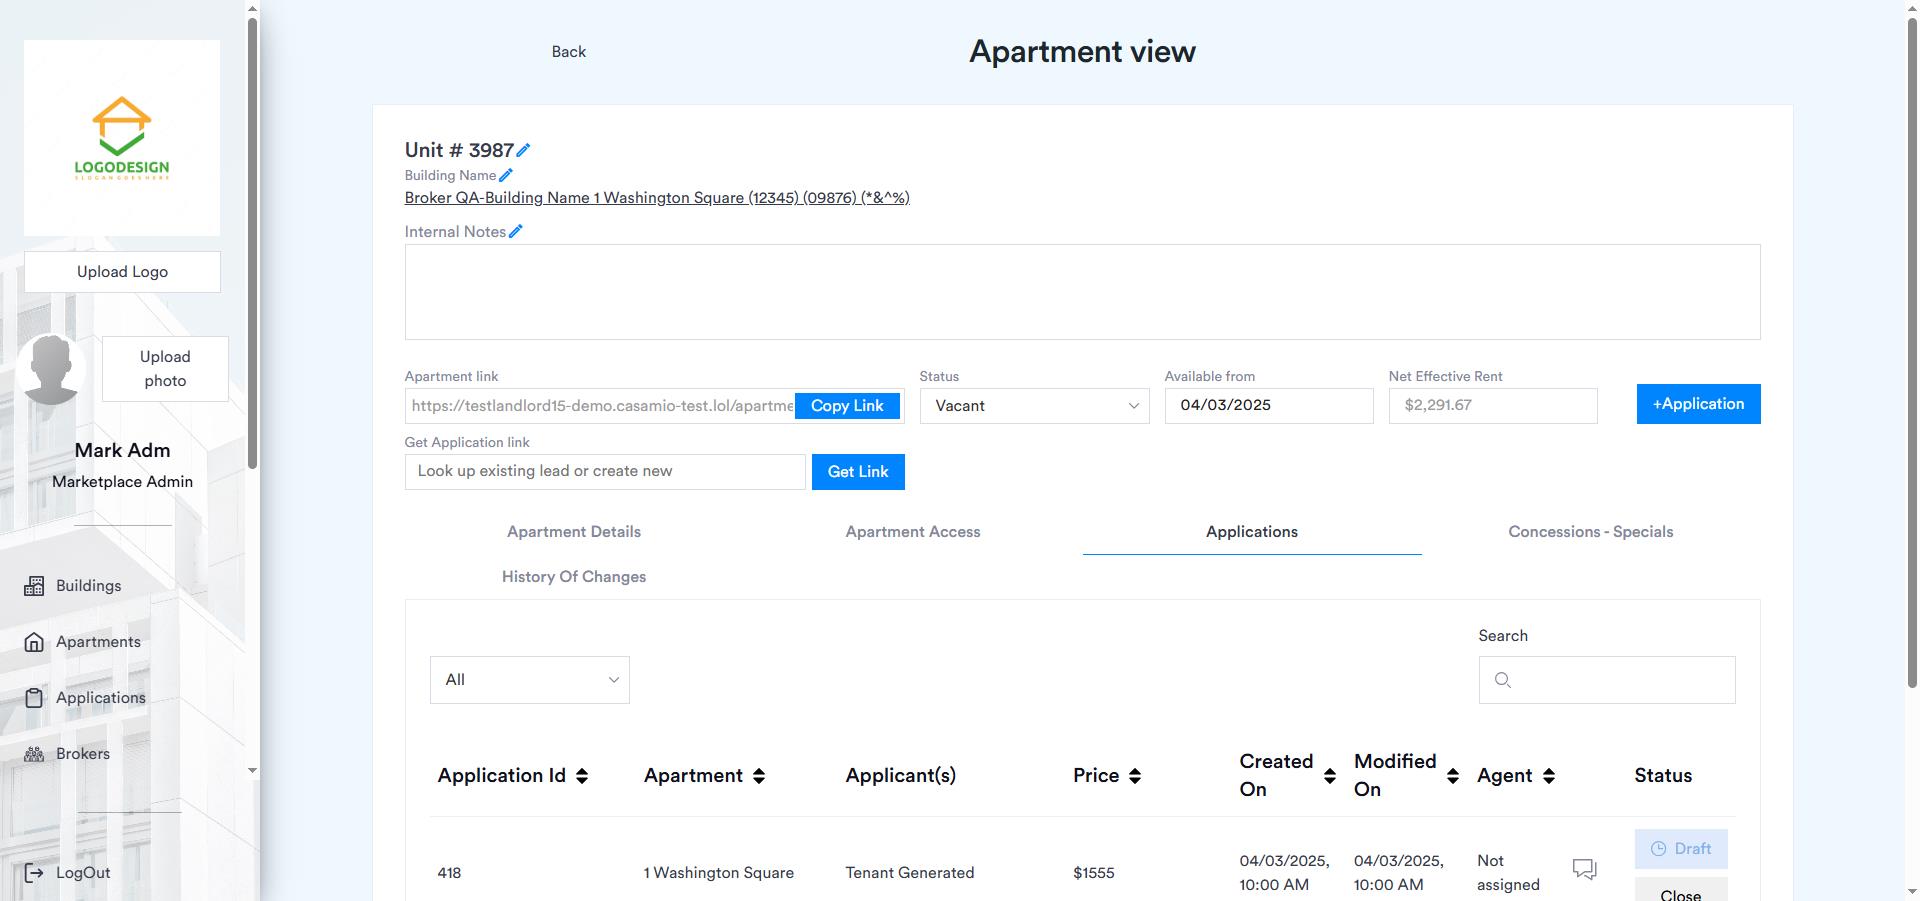 LOGODESIGN
SLOGAN GOES HERE
Upload Logo
Upload
photo
Mark Adm
Marketplace Admin
Buildings
Apartments
Applications
Brokers
LogOut
Back
Apartment view
Unit # 3987
Building Name
Broker QA-Building Name 1 Washington Square (12345) (09876) (*&^%)
Internal Notes
Apartment link
https://testlandlord15-demo.casamio-test.lol/apartme
Copy Link
Status
Vacant
Available from
04/03/2025
Net Effective Rent
$2,291.67
+Application
Get Application link
Look up existing lead or create new
Get Link
Apartment Details
Apartment Access
Applications
Concessions - Specials
History Of Changes
All
Search
Application Id
Apartment
Applicant(s)
Price
Created
On
Modified
On
Agent
Status
418
1 Washington Square
Tenant Generated
$1555
04/03/2025,
10:00 AM
04/03/2025,
10:00 AM
Not
assigned
Draft
Close